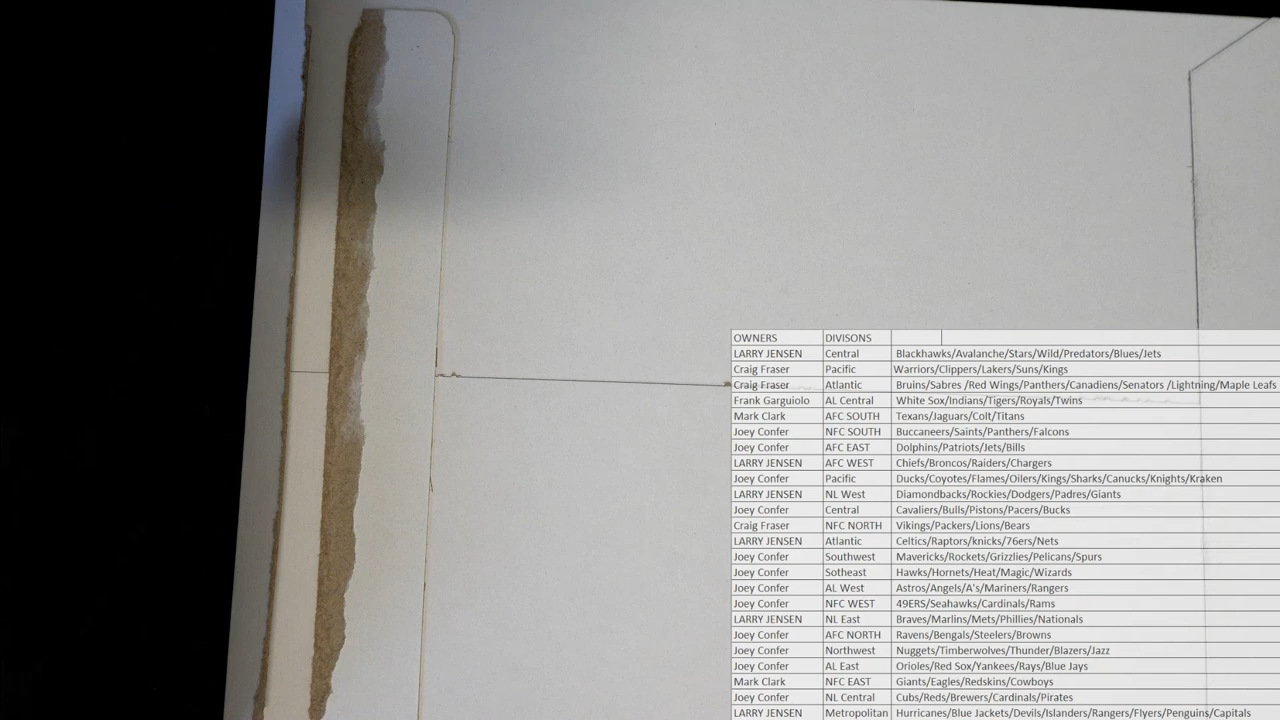 OWNERS DIVISONS
LARRY JENSEN Central Blackhawks/Avalanche/Stars/Wild/Predators/Blues/Jets
Craig Fraser Pacific Warriors/Clippers/Lakers/Suns/Kings
Craig Fraser Atlantic Bruins/Sabres /Red Wings/Panthers/Canadiens/Senators /Lightning/Maple Leafs
Frank Garguiolo AL Central White Sox/Indians/Tigers/Royals/Twins
Mark Clark AFC SOUTH Texans/Jaguars/Colt/Titans
Joey Confer NFC SOUTH Buccaneers/Saints/Panthers/Falcons
Joey Confer AFC EAST Dolphins/Patriots/Jets/Bills
LARRY JENSEN AFC WEST Chiefs/Broncos/Raiders/Chargers
Joey Confer Pacific Ducks/Coyotes/Flames/Oilers/Kings/Sharks/Canucks/Knights/Kraken
LARRY JENSEN NL West Diamondbacks/Rockies/Dodgers/Padres/Giants
Joey Confer Central Cavaliers/Bulls/Pistons/Pacers/Bucks
Craig Fraser NFC NORTH Vikings/Packers/Lions/Bears
LARRY JENSEN Atlantic Celtics/Raptors/knicks/76ers/Nets
Joey Confer Southwest Mavericks/Rockets/Grizzlies/Pelicans/Spurs
Joey Confer Sotheast Hawks/Hornets/Heat/Magic/Wizards
Joey Confer AL West Astros/Angels/A's/Mariners/Rangers
Joey Confer NFC WEST 49ERS/Seahawks/Cardinals/Rams
LARRY JENSEN NL East Braves/Marlins/Mets/Phillies/Nationals
Joey Confer AFC NORTH Ravens/Bengals/Steelers/Browns
Joey Confer Northwest Nuggets/Timberwolves/Thunder/Blazers/Jazz
Joey Confer AL East Orioles/Red Sox/Yankees/Rays/Blue Jays
Mark Clark NFC EAST Giants/Eagles/Redskins/Cowboys
Joey Confer NL Central Cubs/Reds/Brewers/Cardinals/Pirates
LARRY JENSEN Metropolitan Hurricanes/Blue Jackets/Devils/Islanders/Rangers/Flyers/Penguins/Capitals